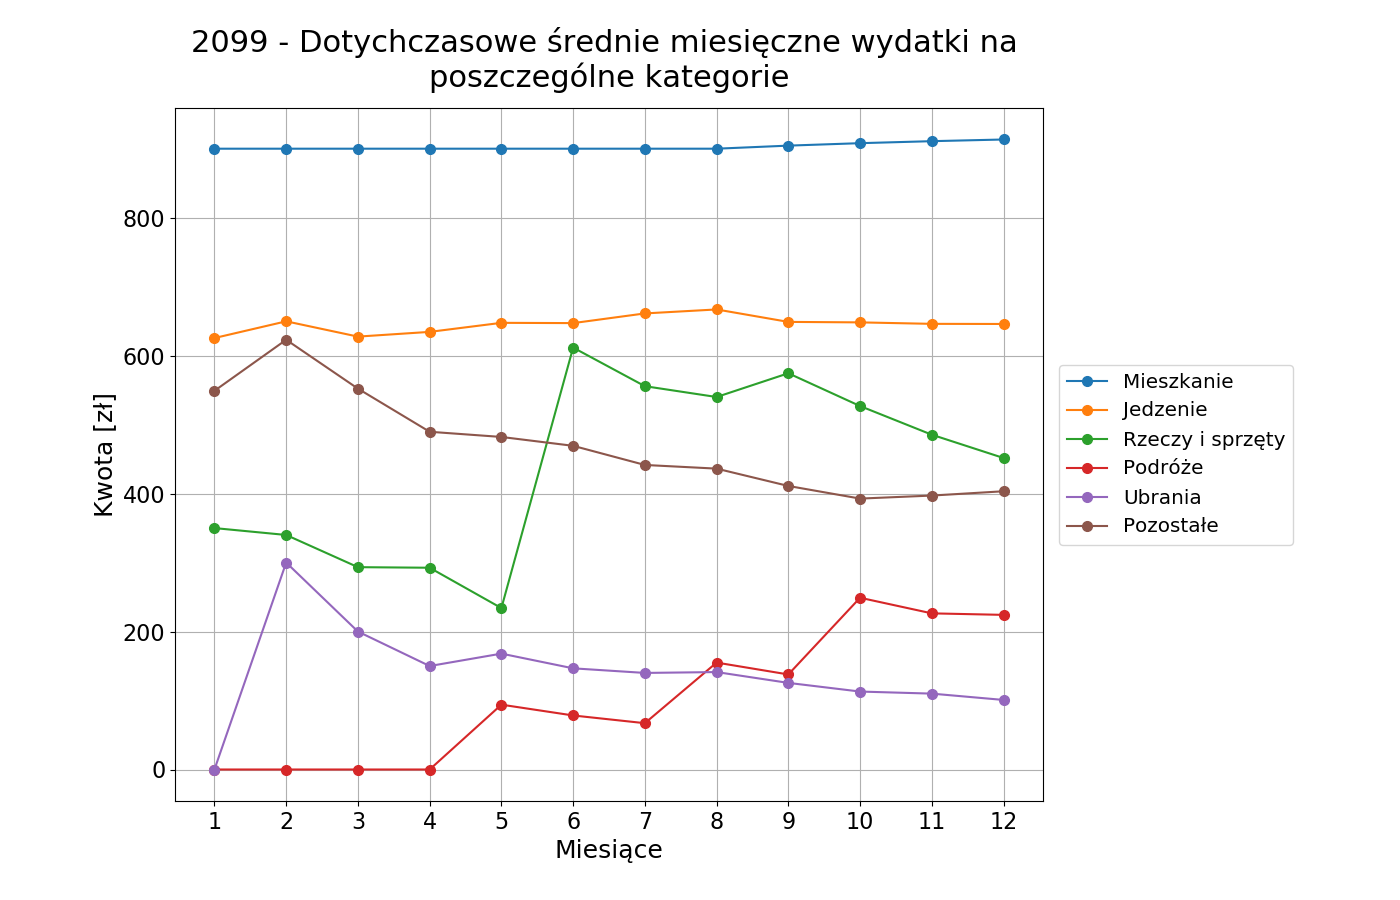 2099 - Dotychczasowe średnie miesięczne wydatki na
poszczególne kategorie
800
600
400
200
0
Kwota [zł]
1 2 3 4 5 6 7 8 9 10 11 12
Miesiące
Mieszkanie
Jedzenie
Rzeczy i sprzęty
Podróże
Ubrania
Pozostałe